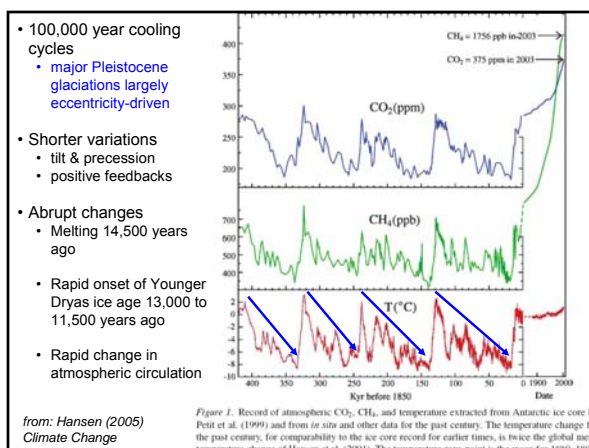 • 100,000 year cooling
cycles
• major Pleistocene
glaciations largely
eccentricity-driven
• Shorter variations
• tilt & precession
• positive feedbacks
• Abrupt changes
• Melting 14,500 years
ago
• Rapid onset of Younger
Dryas ice age 13,000 to
11,500 years ago
• Rapid change in
atmospheric circulation
from: Hansen (2005)
Climate Change
CH₄ = 1756 ppb in 2003
CO₂ = 375 ppm in 2003
400
350
300
250
200
CO₂(ppm)
700
600
500
400
CH₄(ppb)
2
0
-2
-4
-6
-8
T(°C)
400 350 300 250 200 150 100 50 0 1900 2000
Kyr before 1850
Date
Figure 1. Record of atmospheric CO₂, CH₄, and temperature extracted from Antarctic ice core
Petit et al. (1999) and from in situ and other data for the past century. The temperature change
the past century, for comparability to the ice core record for earlier times, is twice the global